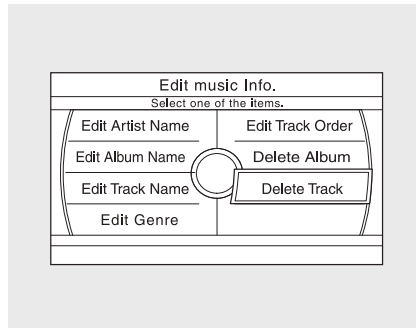 Edit music Info.
Select one of the items.
Edit Artist Name
Edit Album Name
Edit Track Name
Edit Genre
Edit Track Order
Delete Album
Delete Track